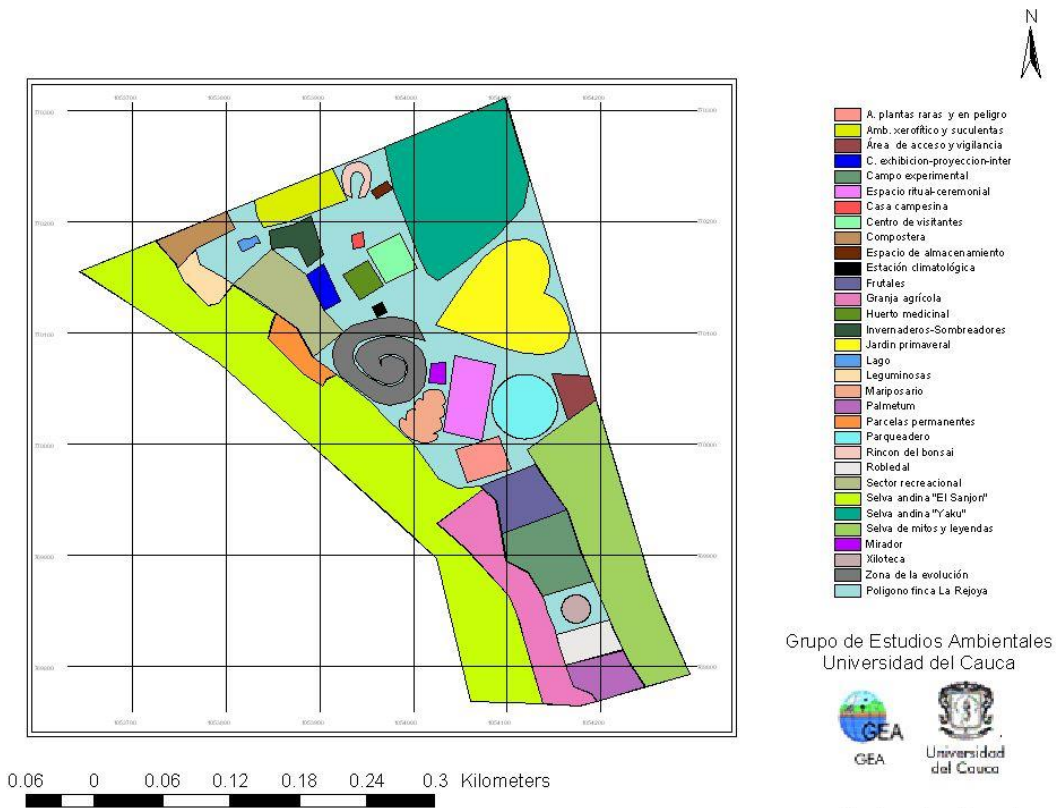 N
A. plantas raras y en peligro
Amb. xerofítico y suculentas
Área de acceso y vigilancia
C. exhibicion-proyeccion-inter
Campo experimental
Espacio ritual-ceremonial
Casa campesina
Centro de visitantes
Compostera
Espacio de almacenamiento
Estación climatológica
Frutales
Granja agrícola
Huerto medicinal
Invernaderos-Sombreadores
Jardin primaveral
Lago
Leguminosas
Mariposario
Palmetum
Parcelas permanentes
Parqueadero
Rincon del bonsai
Robledal
Sector recreacional
Selva andina "El Sanjon"
Selva andina "Yaku"
Selva de mitos y leyendas
Mirador
Xiloteca
Zona de la evolución
Poligono finca La Rejoya
Grupo de Estudios Ambientales
Universidad del Cauca
GEA
GEA
Universidad
del Cauca
0.06 0 0.06 0.12 0.18 0.24 0.3 Kilometers